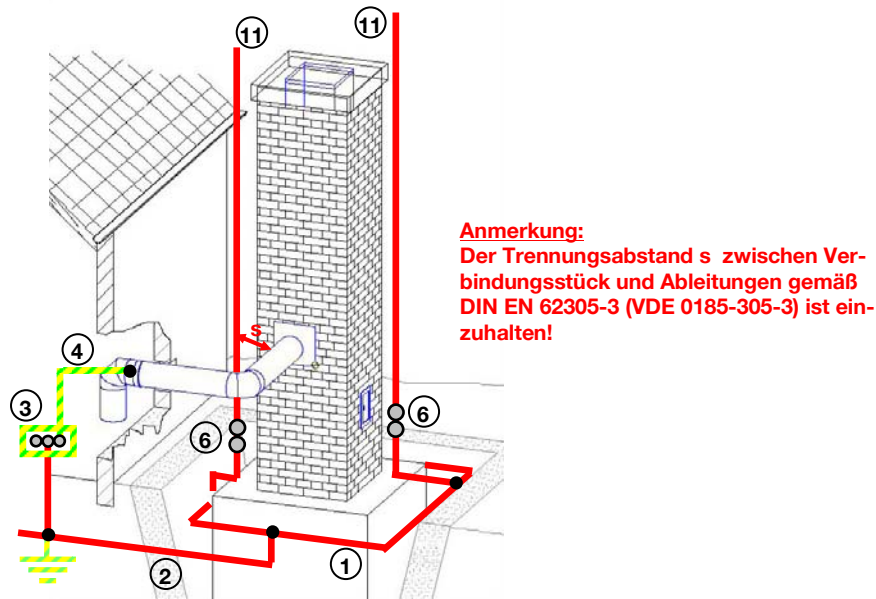 11
11
Anmerkung:
Der Trennungsabstand s zwischen Ver-
bindungsstück und Ableitungen gemäß
DIN EN 62305-3 (VDE 0185-305-3) ist ein-
zuhalten!
s
4
3
6
6
1
2